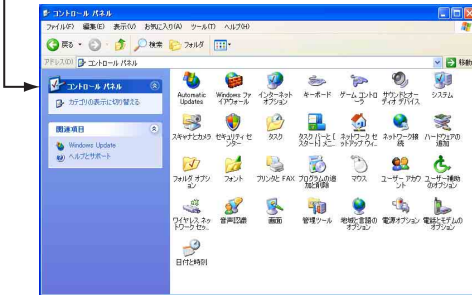 コントロール パネル
ファイル(F) 編集(E) 表示(V) お気に入り(A) ツール(T) ヘルプ(H)
戻る 検索 フォルダ
アドレス(D) コントロール パネル 移動
コントロール パネル
カテゴリの表示に切り替える
関連項目
Windows Update
ヘルプとサポート
Automatic Updates
Windows ファイアウォール
インターネット オプション
キーボード
ゲーム コントローラ
サウンドとオーディオ デバイス
システム
スキャナとカメラ
セキュリティ センター
タスク
タスク バーと [スタート] メニ...
ネットワーク セットアップ ウィ...
ネットワーク接続
ハードウェアの追加
フォルダ オプション
フォント
プリンタと FAX
プログラムの追加と削除
マウス
ユーザー アカウント
ユーザー補助のオプション
ワイヤレス ネットワーク セッ...
音声認識
画面
管理ツール
地域と言語のオプション
電源オプション
電話とモデムのオプション
日付と時刻